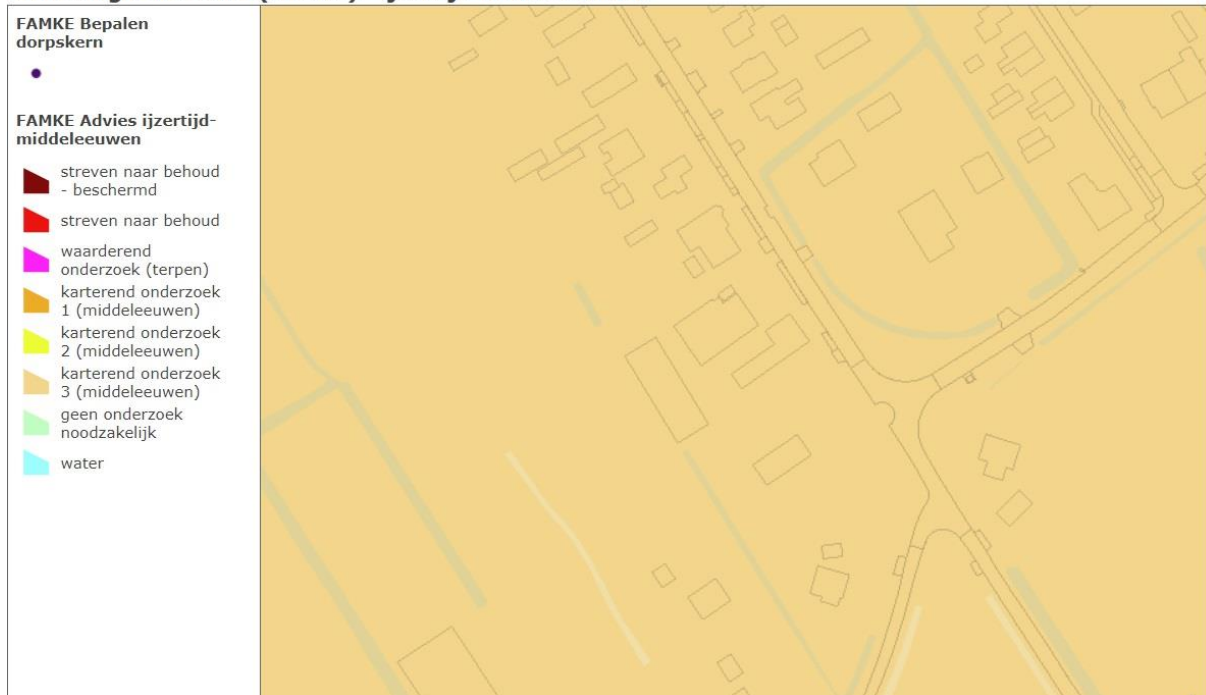 FAMKE Bepalen
dorpskern
FAMKE Advies ijzertijd-
middeleeuwen
streven naar behoud
- beschermd
streven naar behoud
waarderend
onderzoek (terpen)
karterend onderzoek
1 (middeleeuwen)
karterend onderzoek
2 (middeleeuwen)
karterend onderzoek
3 (middeleeuwen)
geen onderzoek
noodzakelijk
water